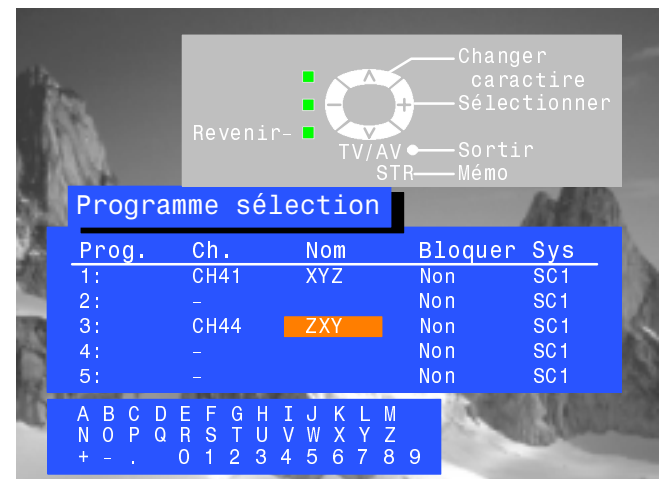 Changer
caractire
Sélectionner
Revenir-
TV/AV Sortir
STR Mémo
Programme sélection
Prog. Ch. Nom Bloquer Sys
1: CH41 XYZ Non SC1
2: - Non SC1
3: CH44 ZXY Non SC1
4: - Non SC1
5: - Non SC1
A B C D E F G H I J K L M
N O P Q R S T U V W X Y Z
+ - . 0 1 2 3 4 5 6 7 8 9